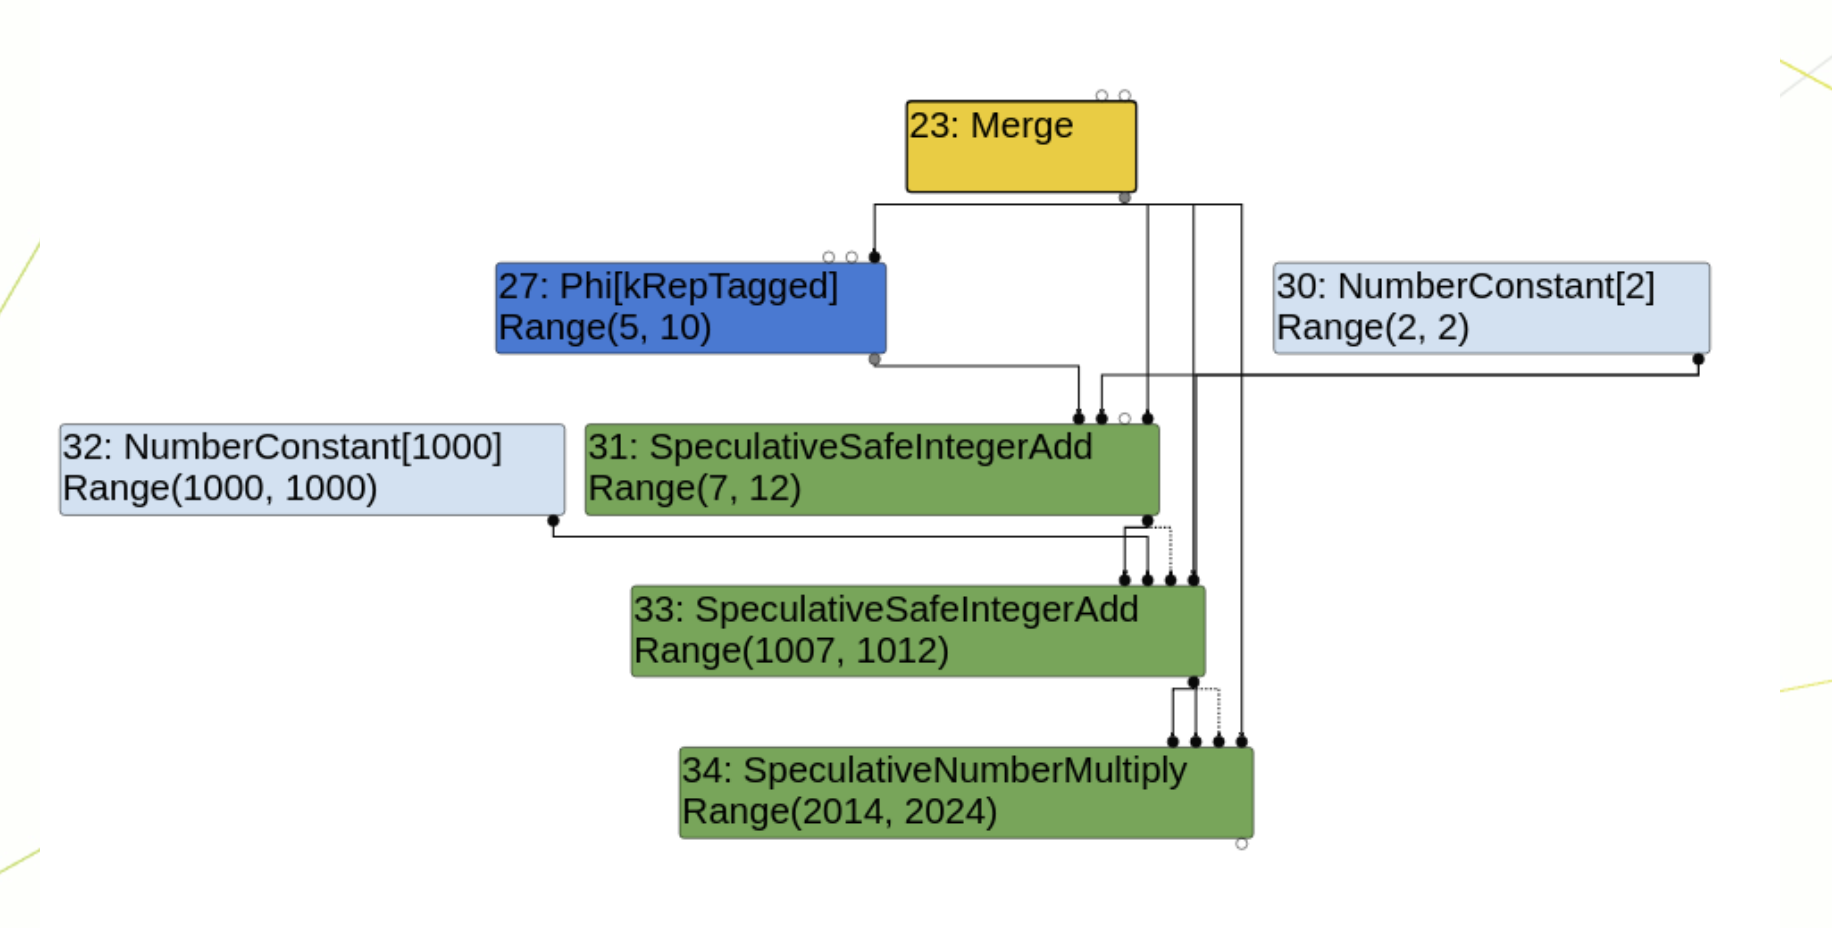 23: Merge
27: Phi[kRepTagged]
Range(5, 10)
30: NumberConstant[2]
Range(2, 2)
32: NumberConstant[1000]
Range(1000, 1000)
31: SpeculativeSafeIntegerAdd
Range(7, 12)
33: SpeculativeSafeIntegerAdd
Range(1007, 1012)
34: SpeculativeNumberMultiply
Range(2014, 2024)